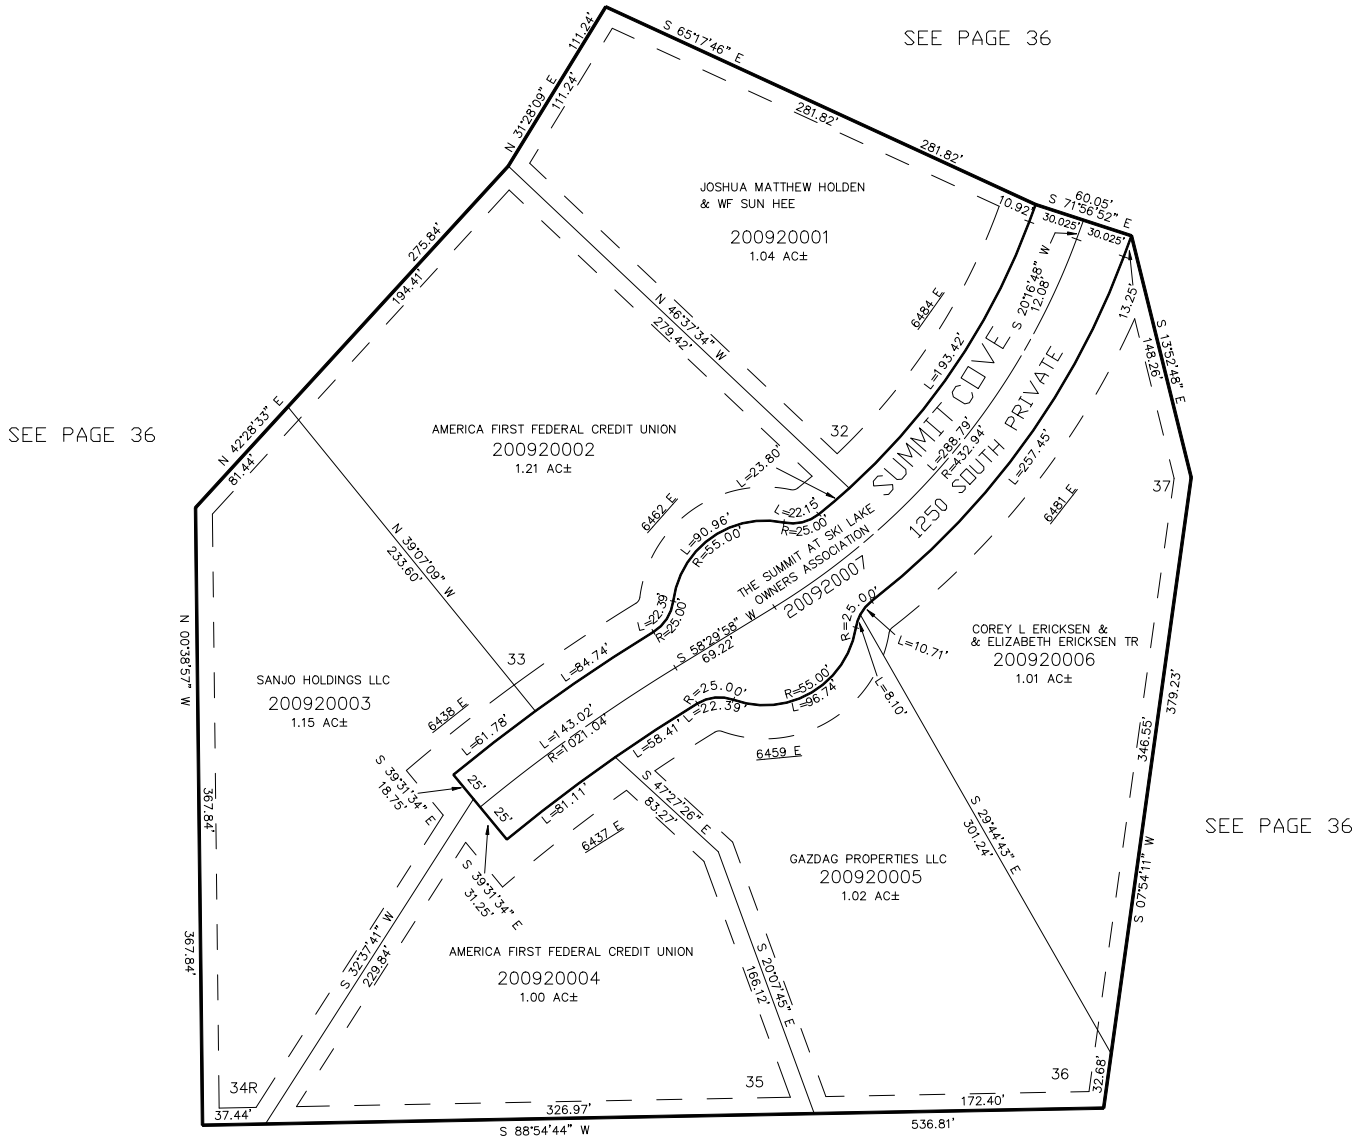 SEE PAGE 36
111.24'
N 31°28'09" E
111.24'
S 65°17'46" E
281.82'
281.82'
JOSHUA MATTHEW HOLDEN
& WF SUN HEE
200920001
1.04 AC±
10.92'
60.05'
S 71°56'52" E
30.025'
30.025'
S 20°16'48" W
12.08'
13.25'
S 13°52'48" E
148.26'
275.84'
194.41'
N 46°37'34" W
279.42'
6484 E
L=193.42'
SUMMIT COVE
1250 SOUTH PRIVATE
L=288.79'
R=432.94'
L=257.45'
SEE PAGE 36
N 42°28'33" E
81.44'
AMERICA FIRST FEDERAL CREDIT UNION
200920002
1.21 AC±
32
37
L=23.80'
6462 E
6481 E
L=22.15'
R=25.00'
L=90.96'
R=55.00'
THE SUMMIT AT SKI LAKE
OWNERS ASSOCIATION
200920007
N 39°07'09" W
233.60'
L=22.39'
R=25.00'
S 58°29'58" W
69.22'
R=25.00'
L=10.71'
COREY L ERICKSEN &
& ELIZABETH ERICKSEN TR
200920006
1.01 AC±
N 00°38'57" W
33
L=84.74'
SANJO HOLDINGS LLC
200920003
1.15 AC±
6438 E
L=61.78'
L=143.02'
R=1021.04'
R=25.00'
L=22.39'
R=55.00'
L=96.74'
L=8.10'
379.23'
346.55'
L=58.41'
6459 E
S 39°31'34" E
18.75'
25'
25'
L=81.11'
S 47°27'26" E
83.27'
6437 E
367.84'
S 29°44'43" E
301.24'
SEE PAGE 36
GAZDAG PROPERTIES LLC
200920005
1.02 AC±
S 39°31'34" E
31.25'
S 07°54'11" W
367.84'
S 32°37'41" W
229.84'
AMERICA FIRST FEDERAL CREDIT UNION
200920004
1.00 AC±
S 20°07'45" E
166.12'
34R
35
36
32.68'
37.44'
326.97'
172.40'
S 88°54'44" W
536.81'